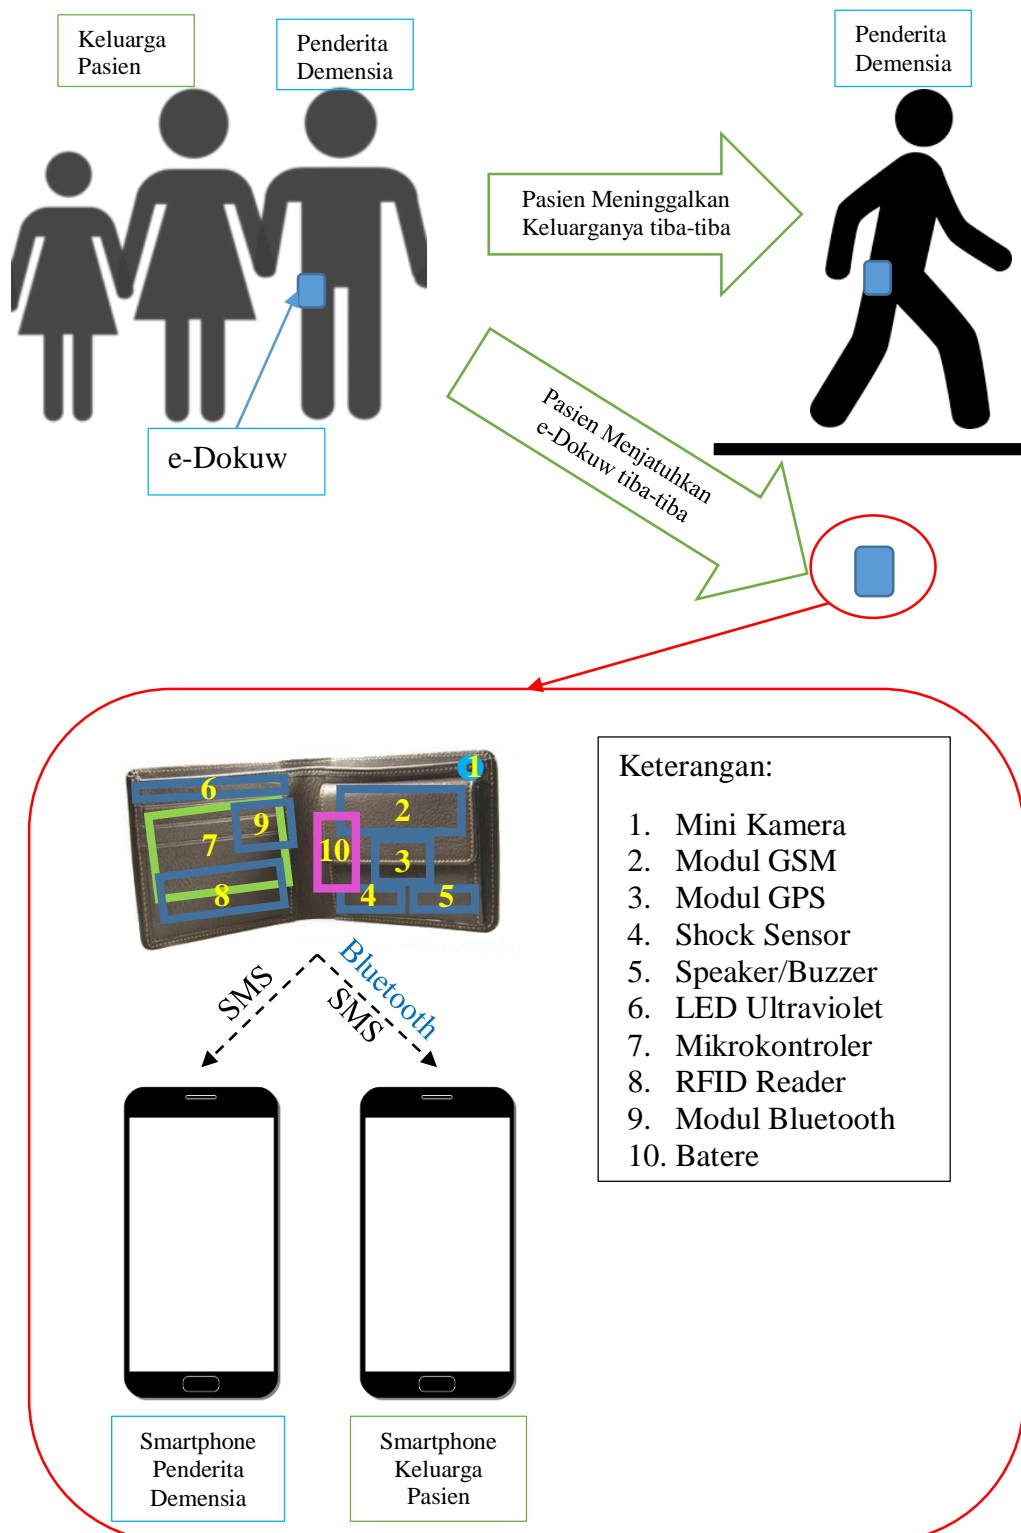 Keluarga
Pasien
Penderita
Demensia
Penderita
Demensia
Pasien Meninggalkan
Keluarganya tiba-tiba
Pasien Menjatuhkan
e-Dokuw tiba-tiba
e-Dokuw
1
6
2
9
7
10
3
8
4
5
SMS
Bluetooth
SMS
Keterangan:
1. Mini Kamera
2. Modul GSM
3. Modul GPS
4. Shock Sensor
5. Speaker/Buzzer
6. LED Ultraviolet
7. Mikrokontroler
8. RFID Reader
9. Modul Bluetooth
10. Batere
Smartphone
Penderita
Demensia
Smartphone
Keluarga
Pasien